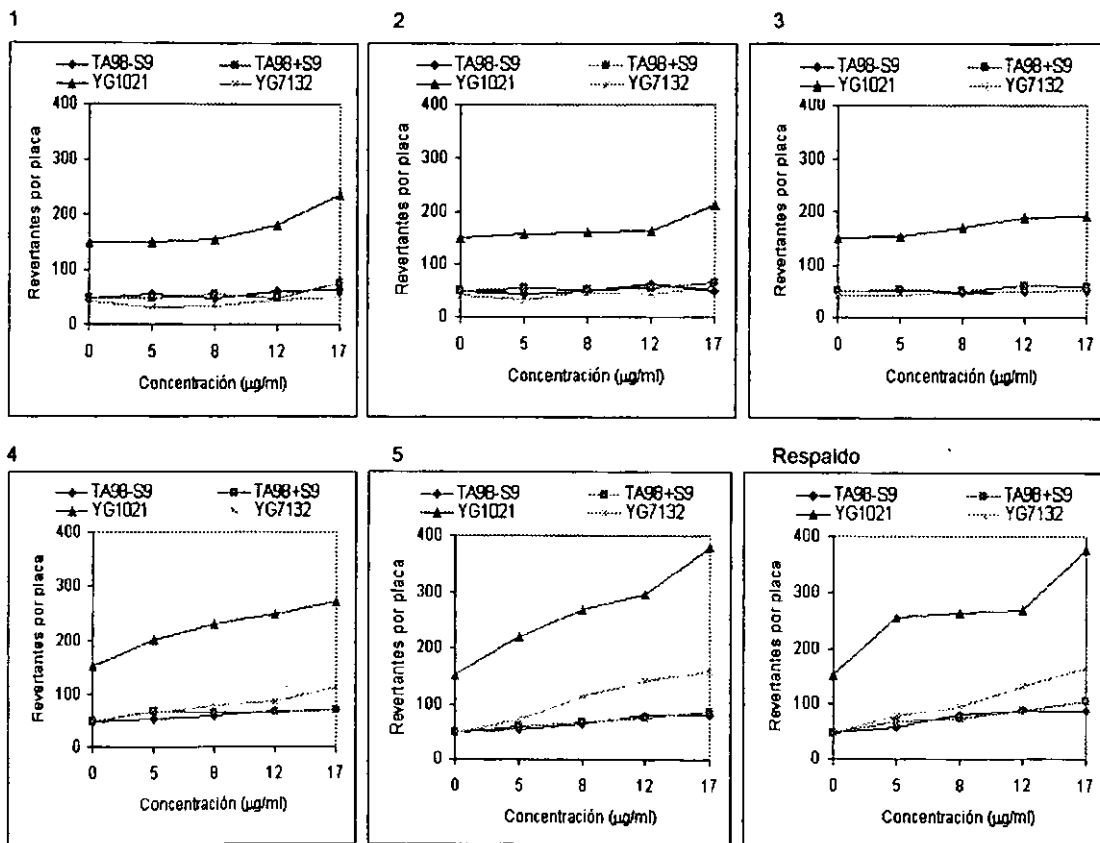 1
TA98-S9 TA98+S9
YG1021 YG7132
400
300
200
100
0
Revertantes por placa
0 5 8 12 17
Concentración (µg/ml)
2
TA98-S9 TA98+S9
YG1021 YG7132
400
300
200
100
0
Revertantes por placa
0 5 8 12 17
Concentración (µg/ml)
3
TA98-S9 TA98+S9
YG1021 YG7132
400
300
200
100
0
Revertantes por placa
0 5 8 12 17
Concentración (µg/ml)
4
TA98-S9 TA98+S9
YG1021 YG7132
400
300
200
100
0
Revertantes por placa
0 5 8 12 17
Concentración (µg/ml)
5
TA98-S9 TA98+S9
YG1021 YG7132
400
300
200
100
0
Revertantes por placa
0 5 8 12 17
Concentración (µg/ml)
Respaldo
TA98-S9 TA98+S9
YG1021 YG7132
400
300
200
100
0
Revertantes por placa
0 5 8 12 17
Concentración (µg/ml)